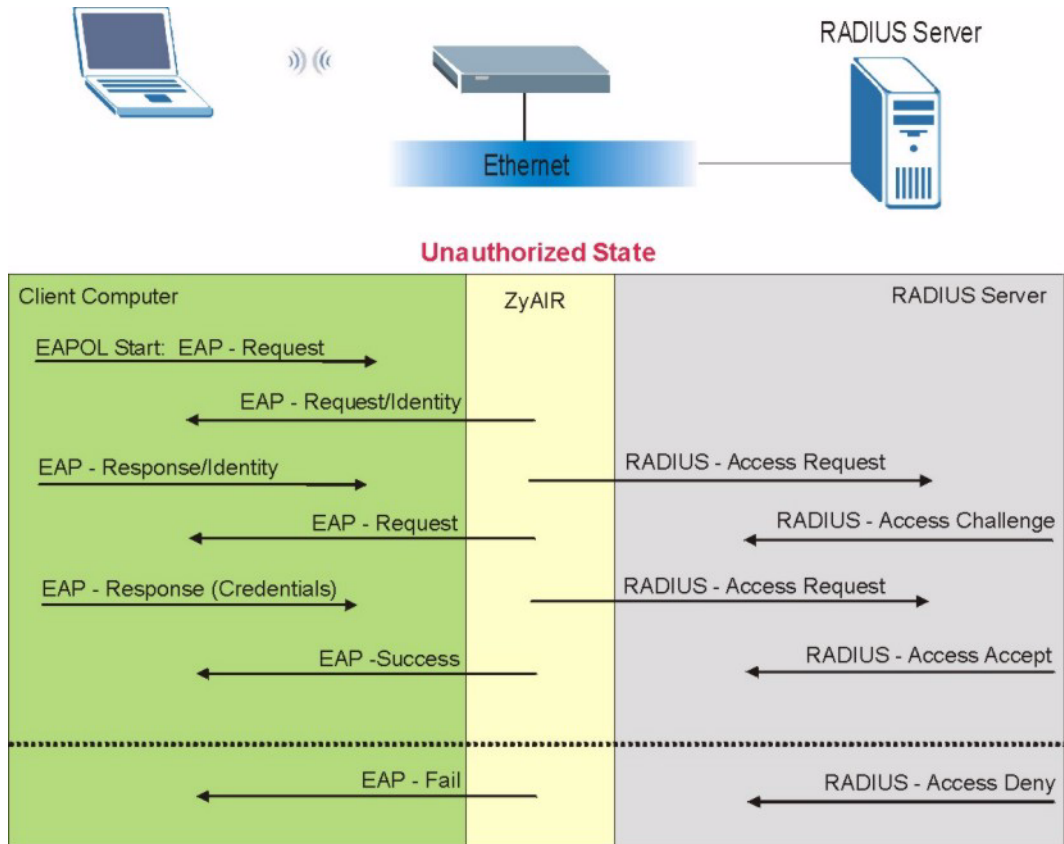 RADIUS Server
Ethernet
Unauthorized State
Client Computer
ZyAIR
RADIUS Server
EAPOL Start: EAP - Request
EAP - Request/Identity
EAP - Response/Identity
RADIUS - Access Request
EAP - Request
RADIUS - Access Challenge
EAP - Response (Credentials)
RADIUS - Access Request
EAP -Success
RADIUS - Access Accept
EAP - Fail
RADIUS - Access Deny